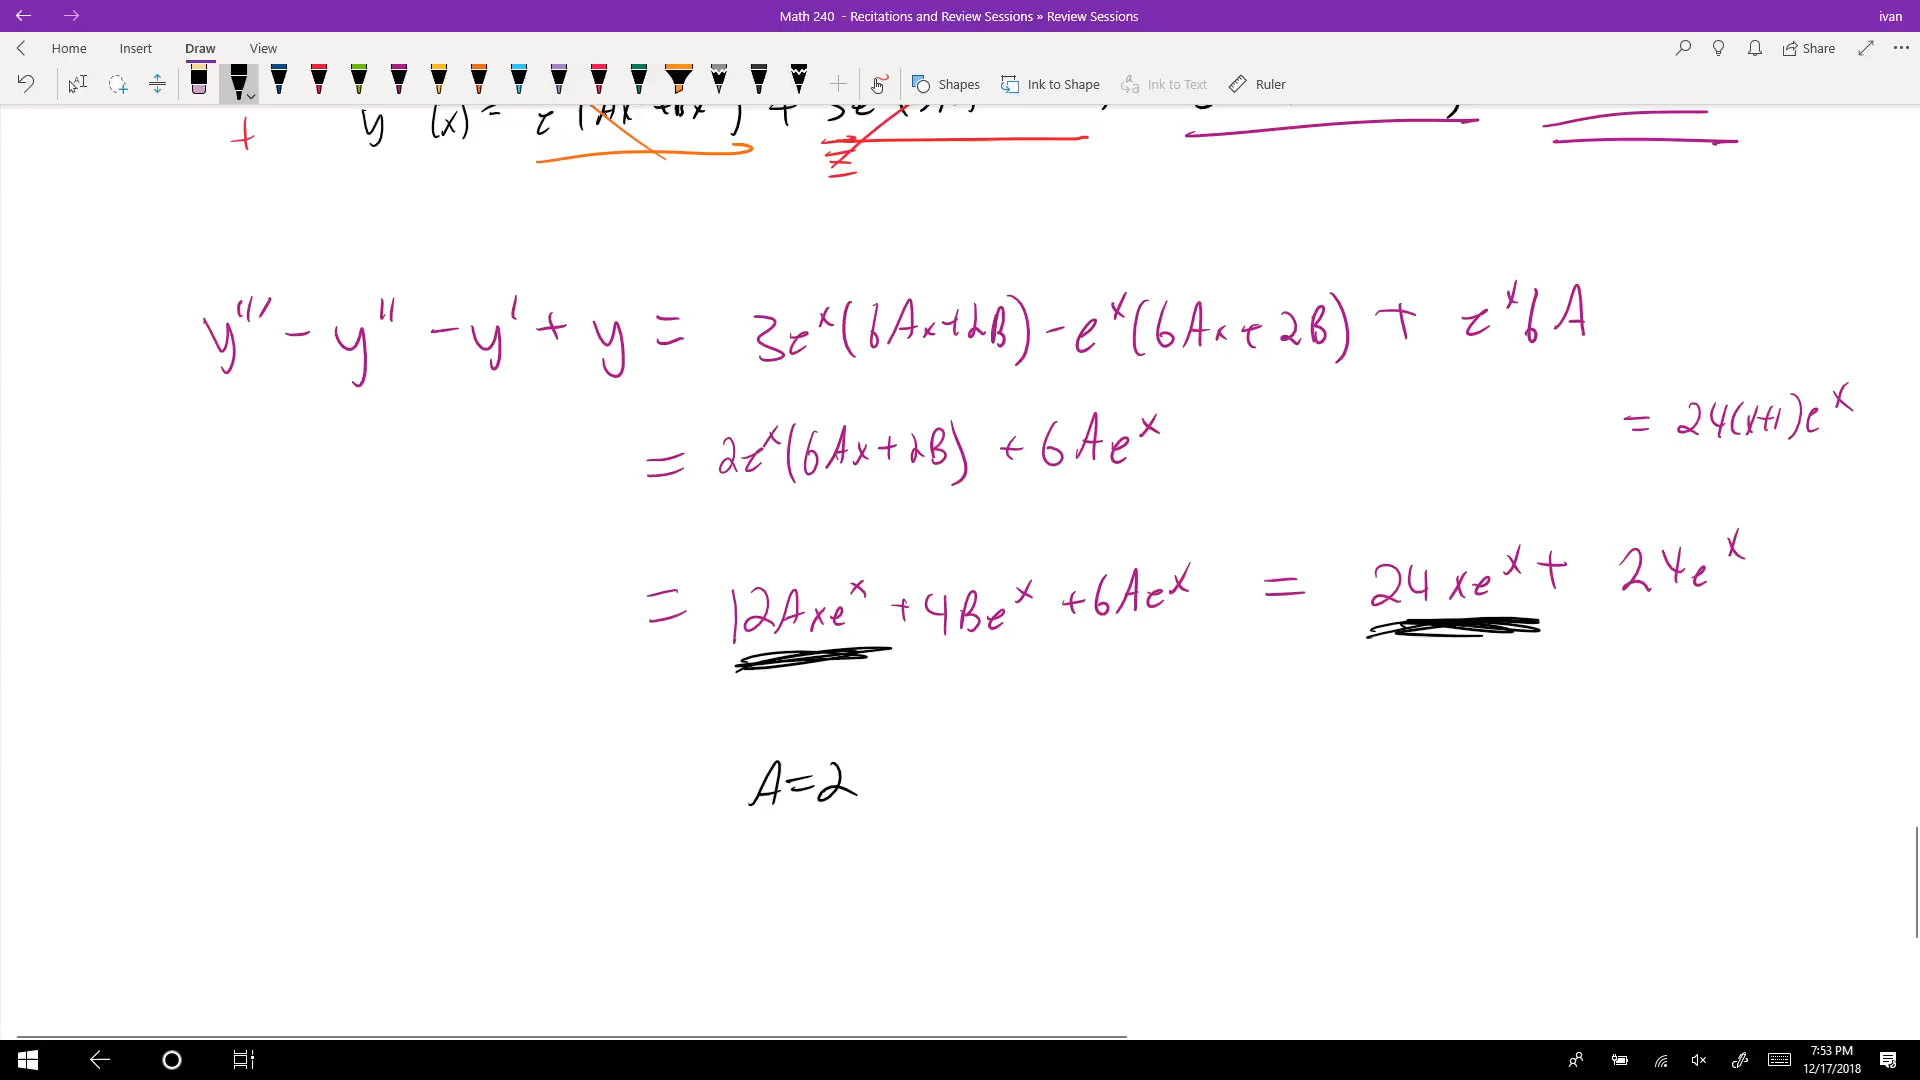 Math 240 - Recitations and Review Sessions » Review Sessions
ivan
Home Insert Draw View
Share
Shapes Ink to Shape Ink to Text Ruler
+ y (x) =
y''' - y'' - y' + y = 3e^x(6Ax+2B) - e^x(6Ax+2B) + e^x 6A
= 24(x+1)e^x
= 2e^x(6Ax+2B) + 6Ae^x
= 12Axe^x + 4Be^x + 6Ae^x = 24xe^x + 24e^x
A=2
7:53 PM
12/17/2018